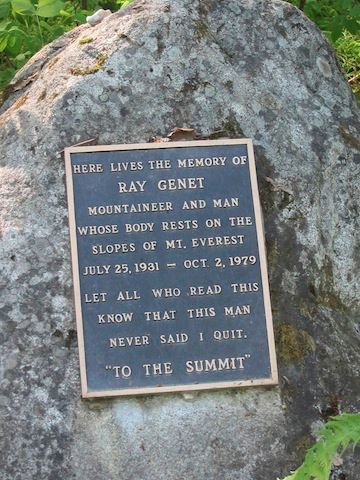 HERE LIVES THE MEMORY OF
RAY GENET
MOUNTAINEER AND MAN
WHOSE BODY RESTS ON THE
SLOPES OF MT. EVEREST
JULY 25, 1931 — OCT. 2, 1979
LET ALL WHO READ THIS
KNOW THAT THIS MAN
NEVER SAID I QUIT.
"TO THE SUMMIT"